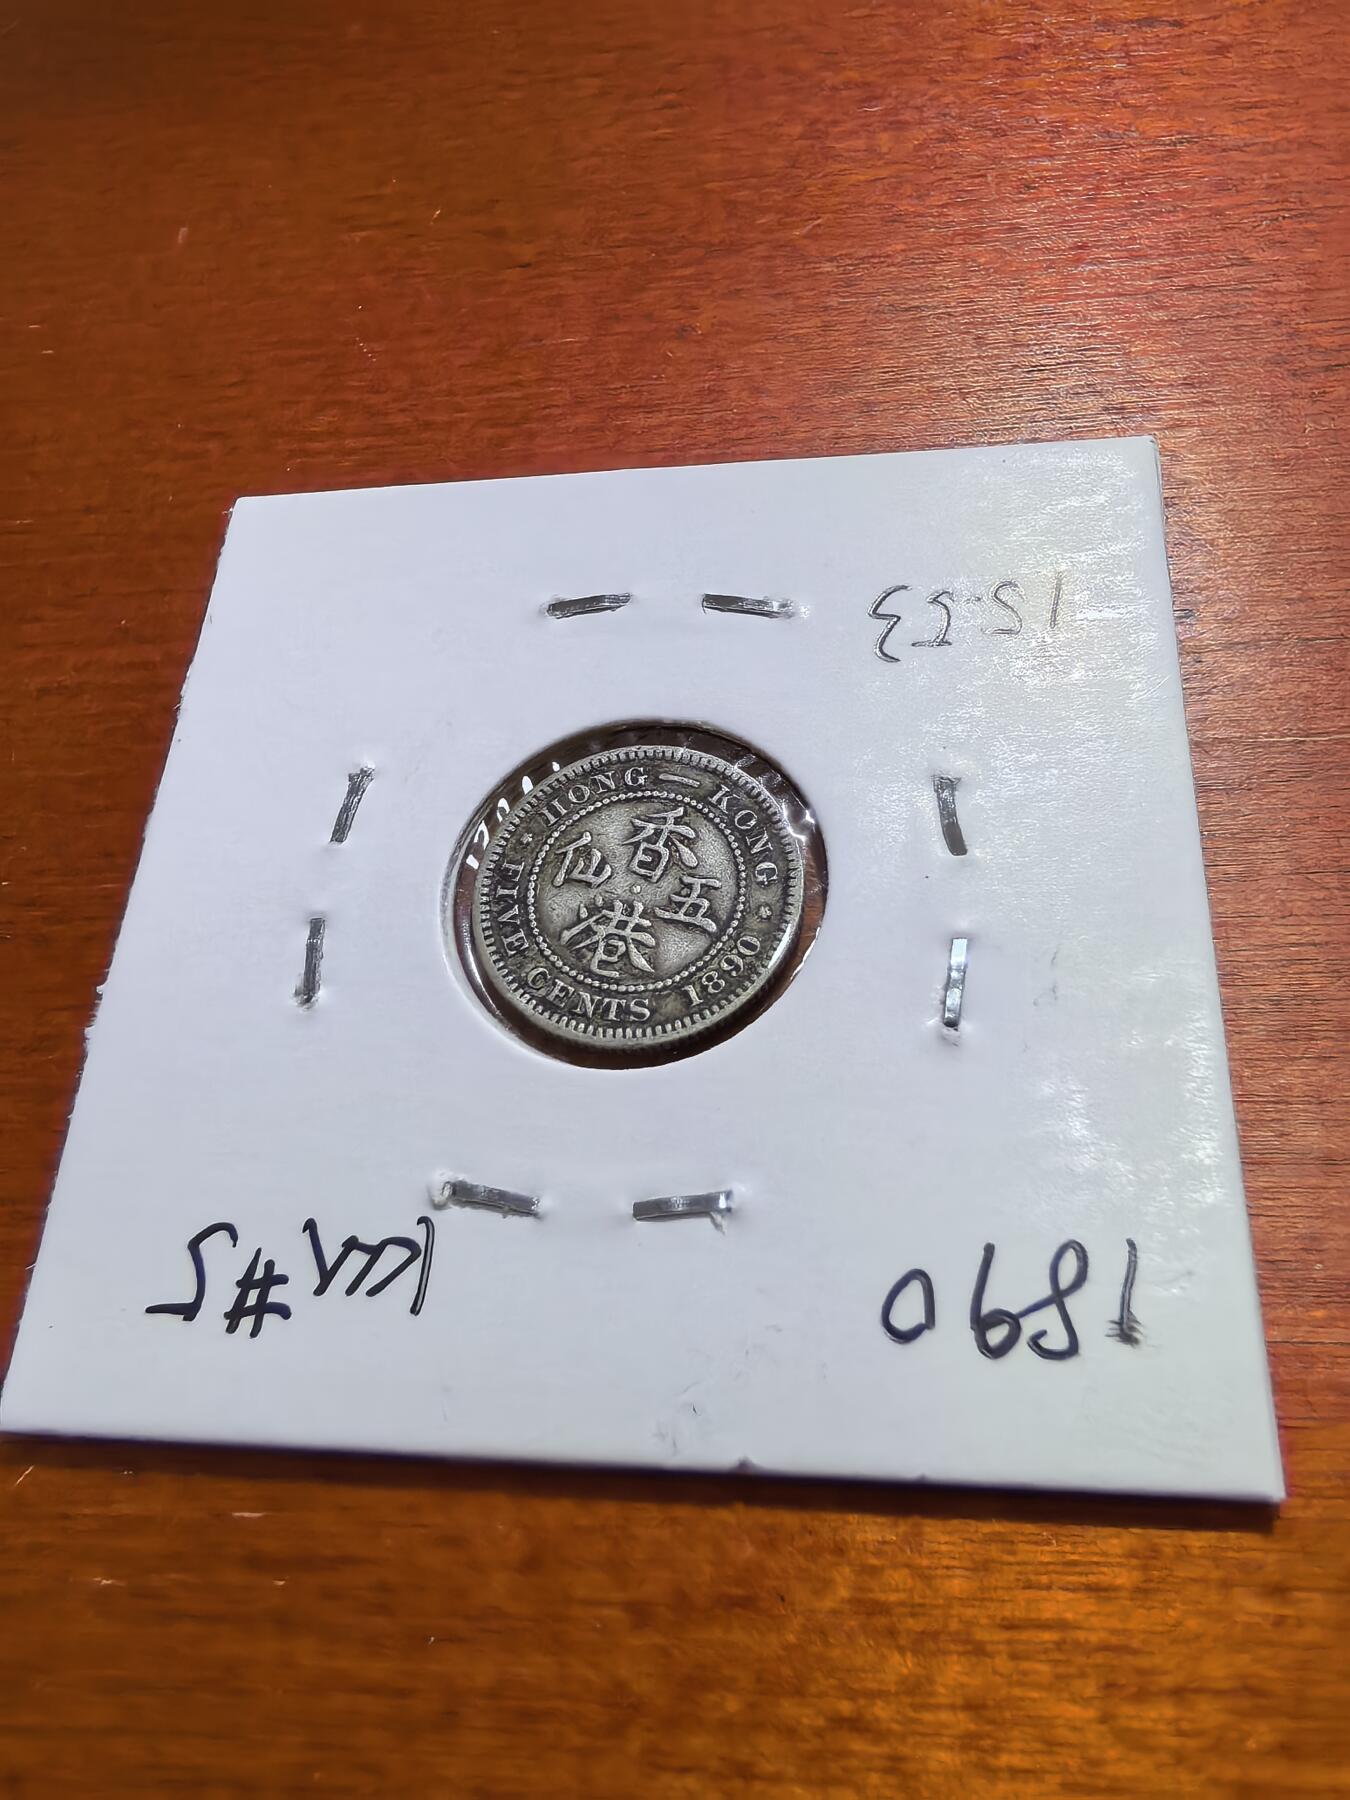 15.53
HONG-KONG
香
仙 五
港
FIVE CENTS 1890
KM#5
1890